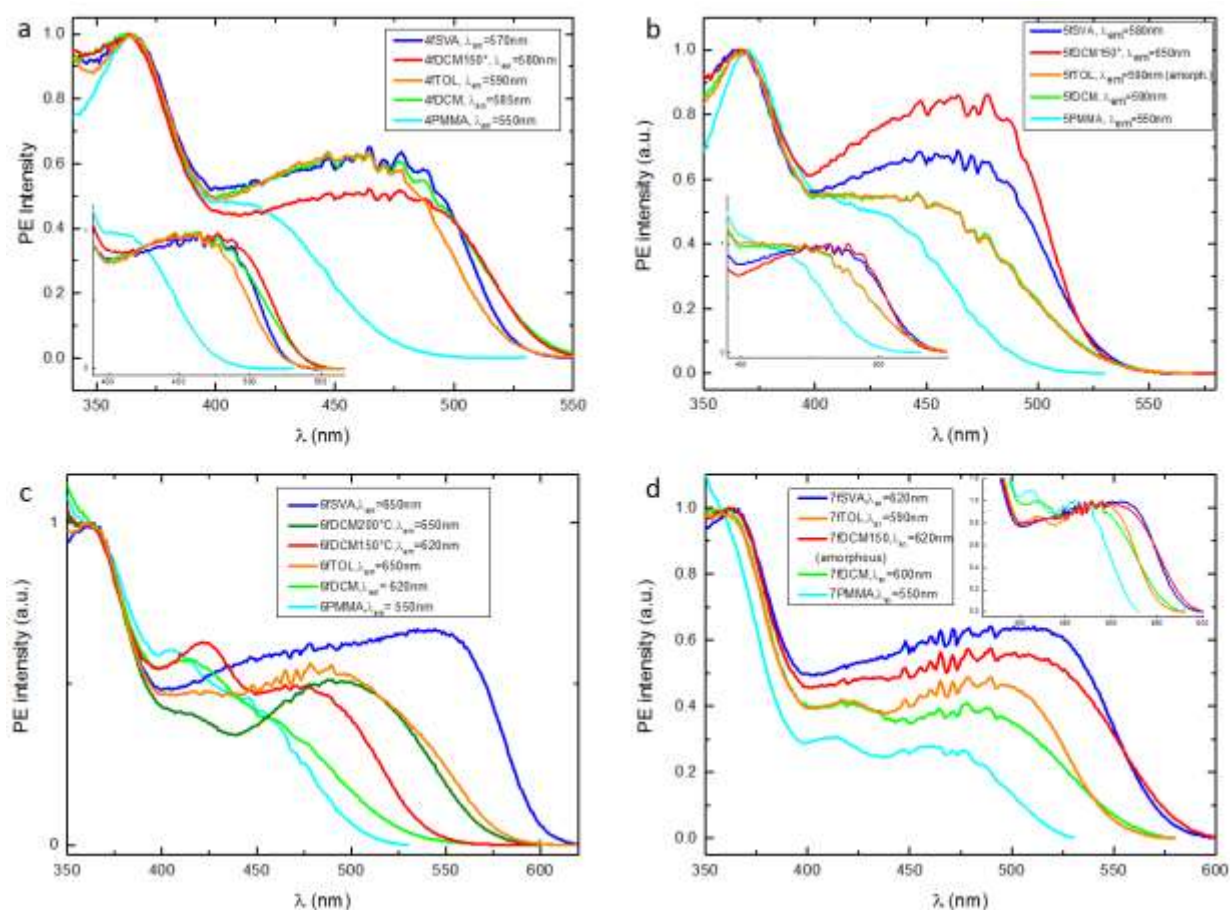 a
1.0
0.8
0.6
0.4
0.2
0.0
PE Intensity
4fSVA, λem=570nm
4fDCM150°, λem=580nm
4fTOL, λem=590nm
4fDCM, λem=585nm
4PMMA, λem=550nm
350 400 450 500 550
λ (nm)
b
1.0
0.8
0.6
0.4
0.2
0.0
PE intensity (a.u.)
5fSVA, λem=580nm
5fDCM150°, λem=650nm
5fTOL, λem=590nm (amorph.)
5fDCM, λem=590nm
5PMMA, λem=550nm
350 400 450 500 550
λ (nm)
c
1
0
PE intensity (a.u.)
6fSVA,λem=650nm
6fDCM200°C,λem=650nm
6fDCM150°C,λem=620nm
6fTOL,λem=650nm
6fDCM,λem= 620nm
6PMMA,λem= 550nm
350 400 450 500 550 600
λ (nm)
d
1.0
0.8
0.6
0.4
0.2
0.0
PE intensity (a.u.)
7fSVA,λem=620nm
7fTOL,λem=590nm
7fDCM150,λem=620nm
(amorphous)
7fDCM,λem=600nm
7PMMA,λem=550nm
350 400 450 500 550 600
λ (nm)